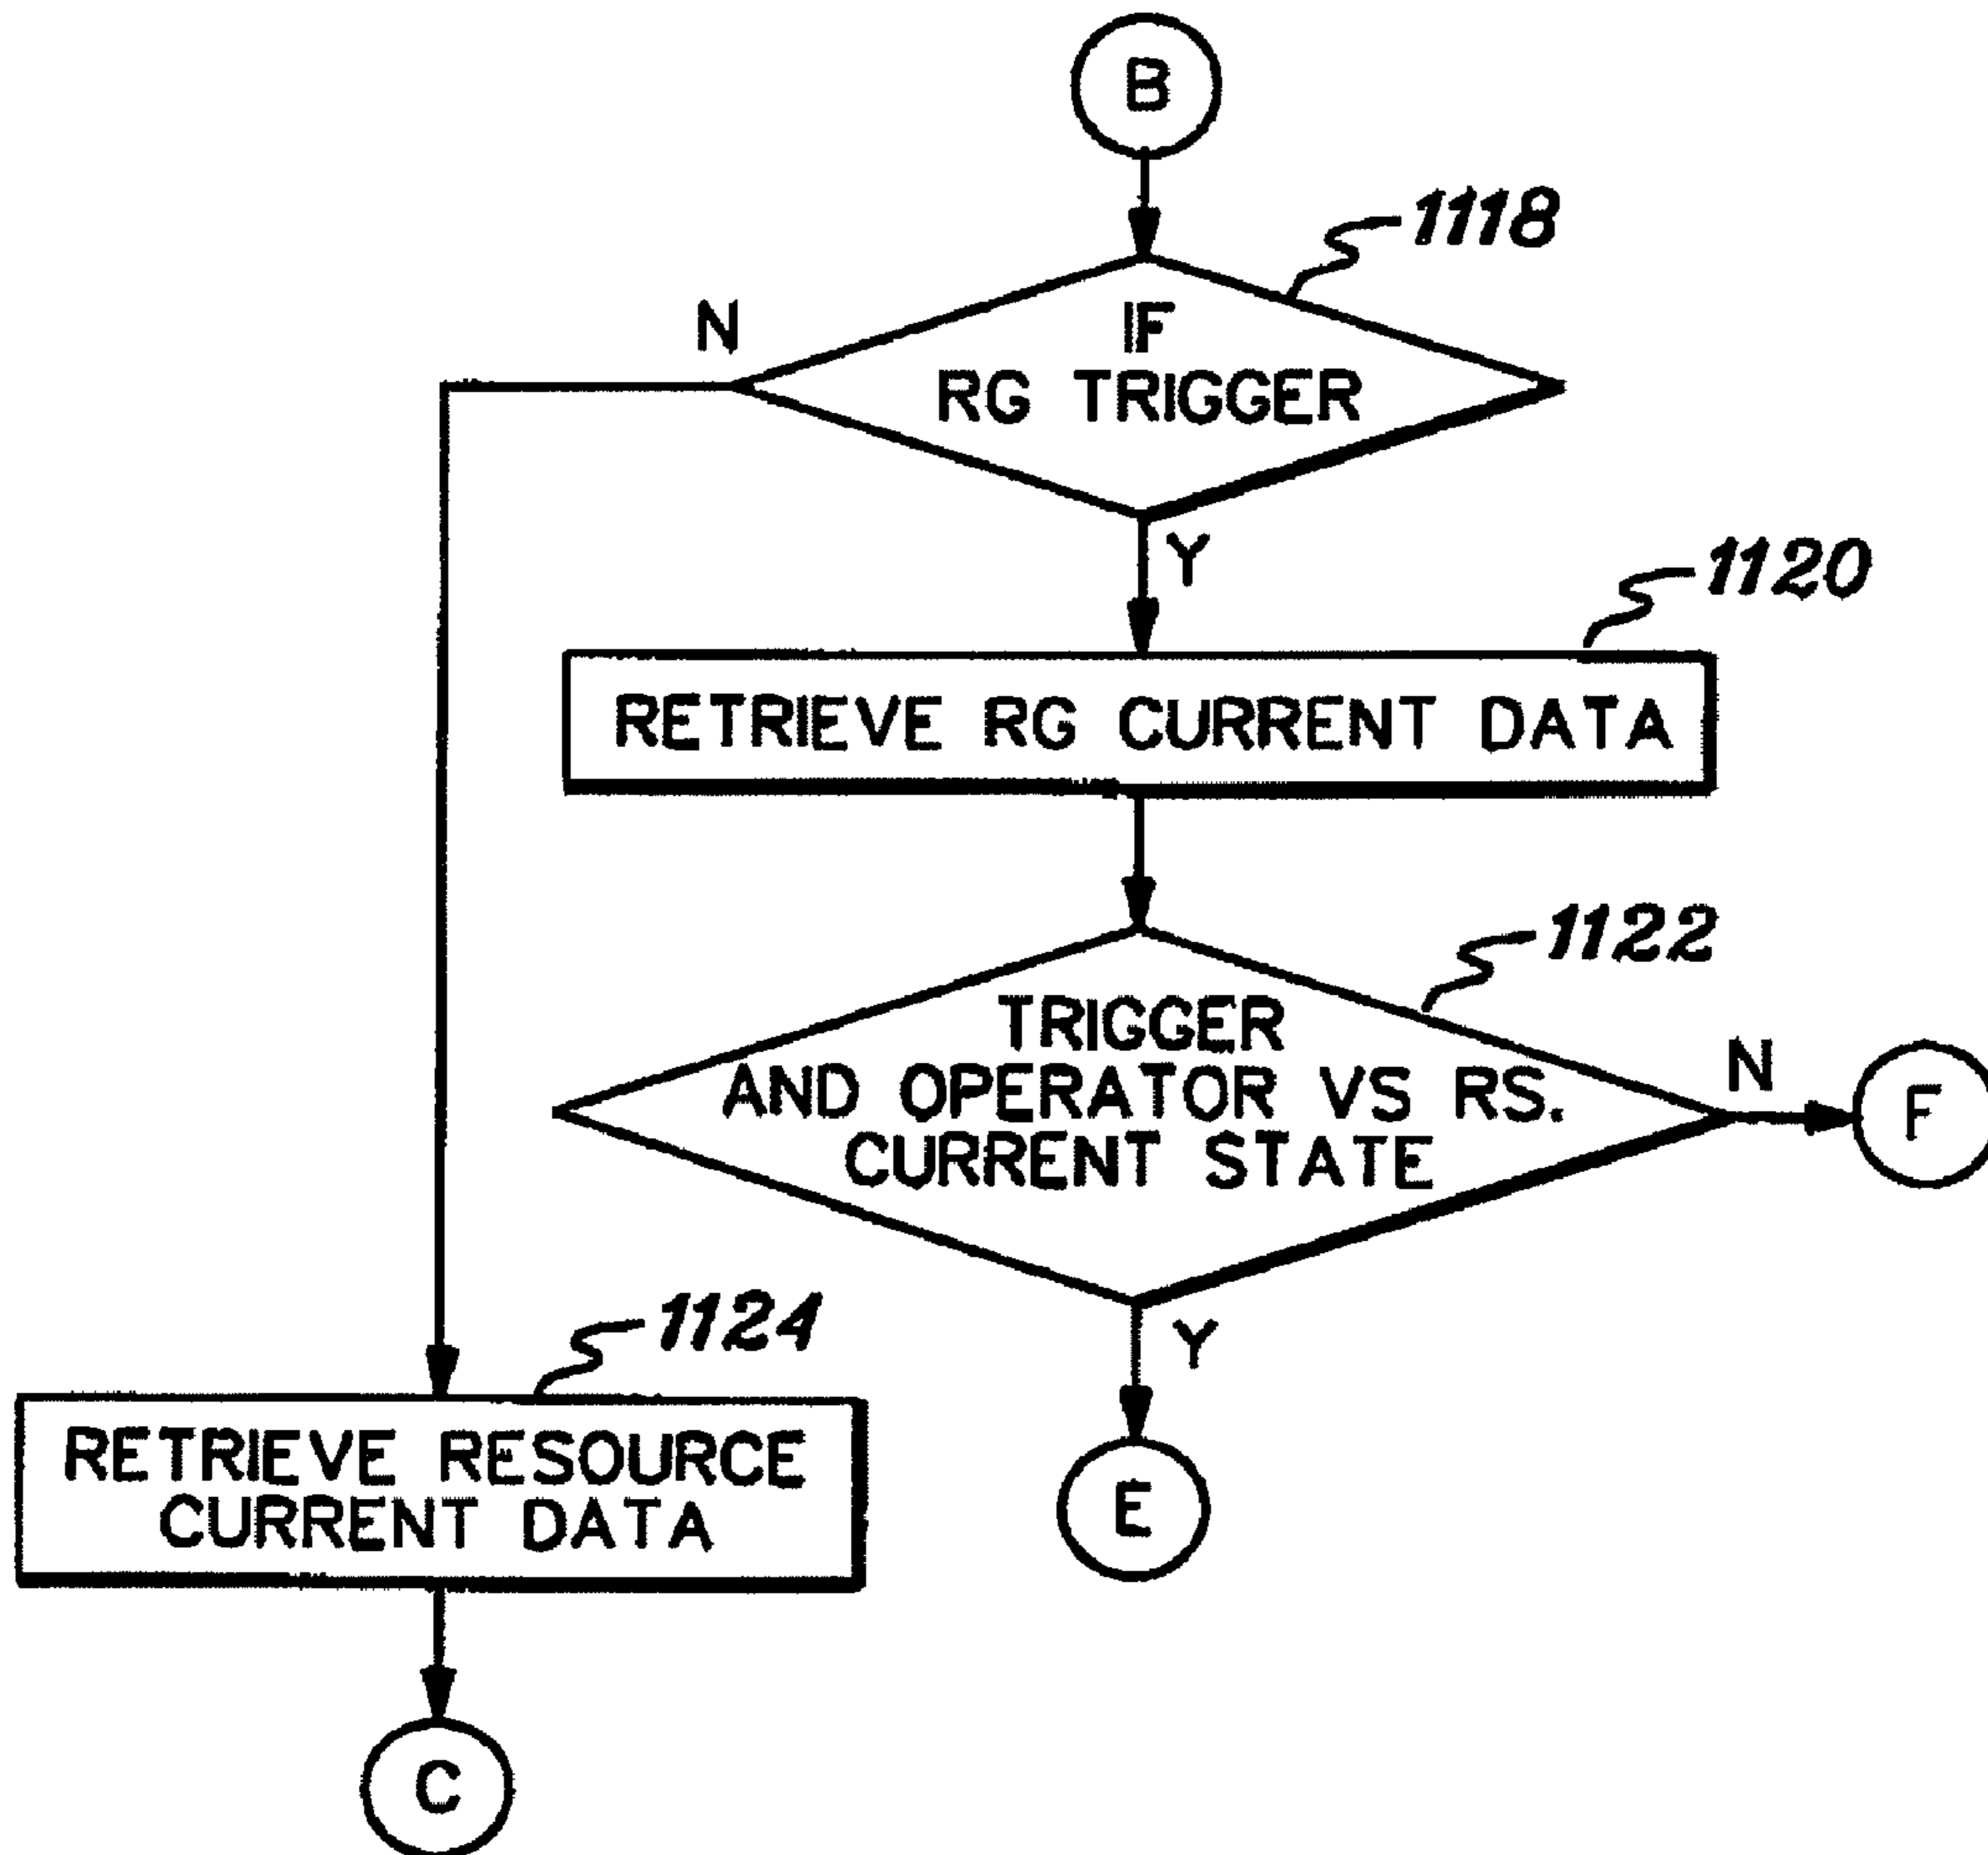 B
1118
N
IF
RG TRIGGER
Y
1120
RETRIEVE RG CURRENT DATA
1122
TRIGGER
AND OPERATOR VS RS.
CURRENT STATE
N
F
Y
E
1124
RETRIEVE RESOURCE
CURRENT DATA
C